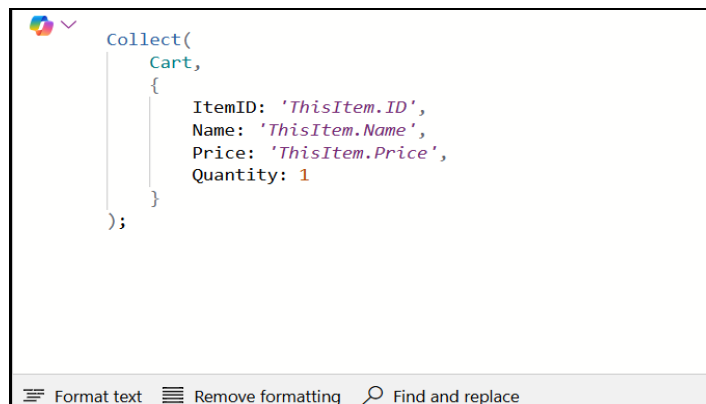 Collect(
Cart,
{
ItemID: 'ThisItem.ID',
Name: 'ThisItem.Name',
Price: 'ThisItem.Price',
Quantity: 1
}
);
Format text Remove formatting Find and replace